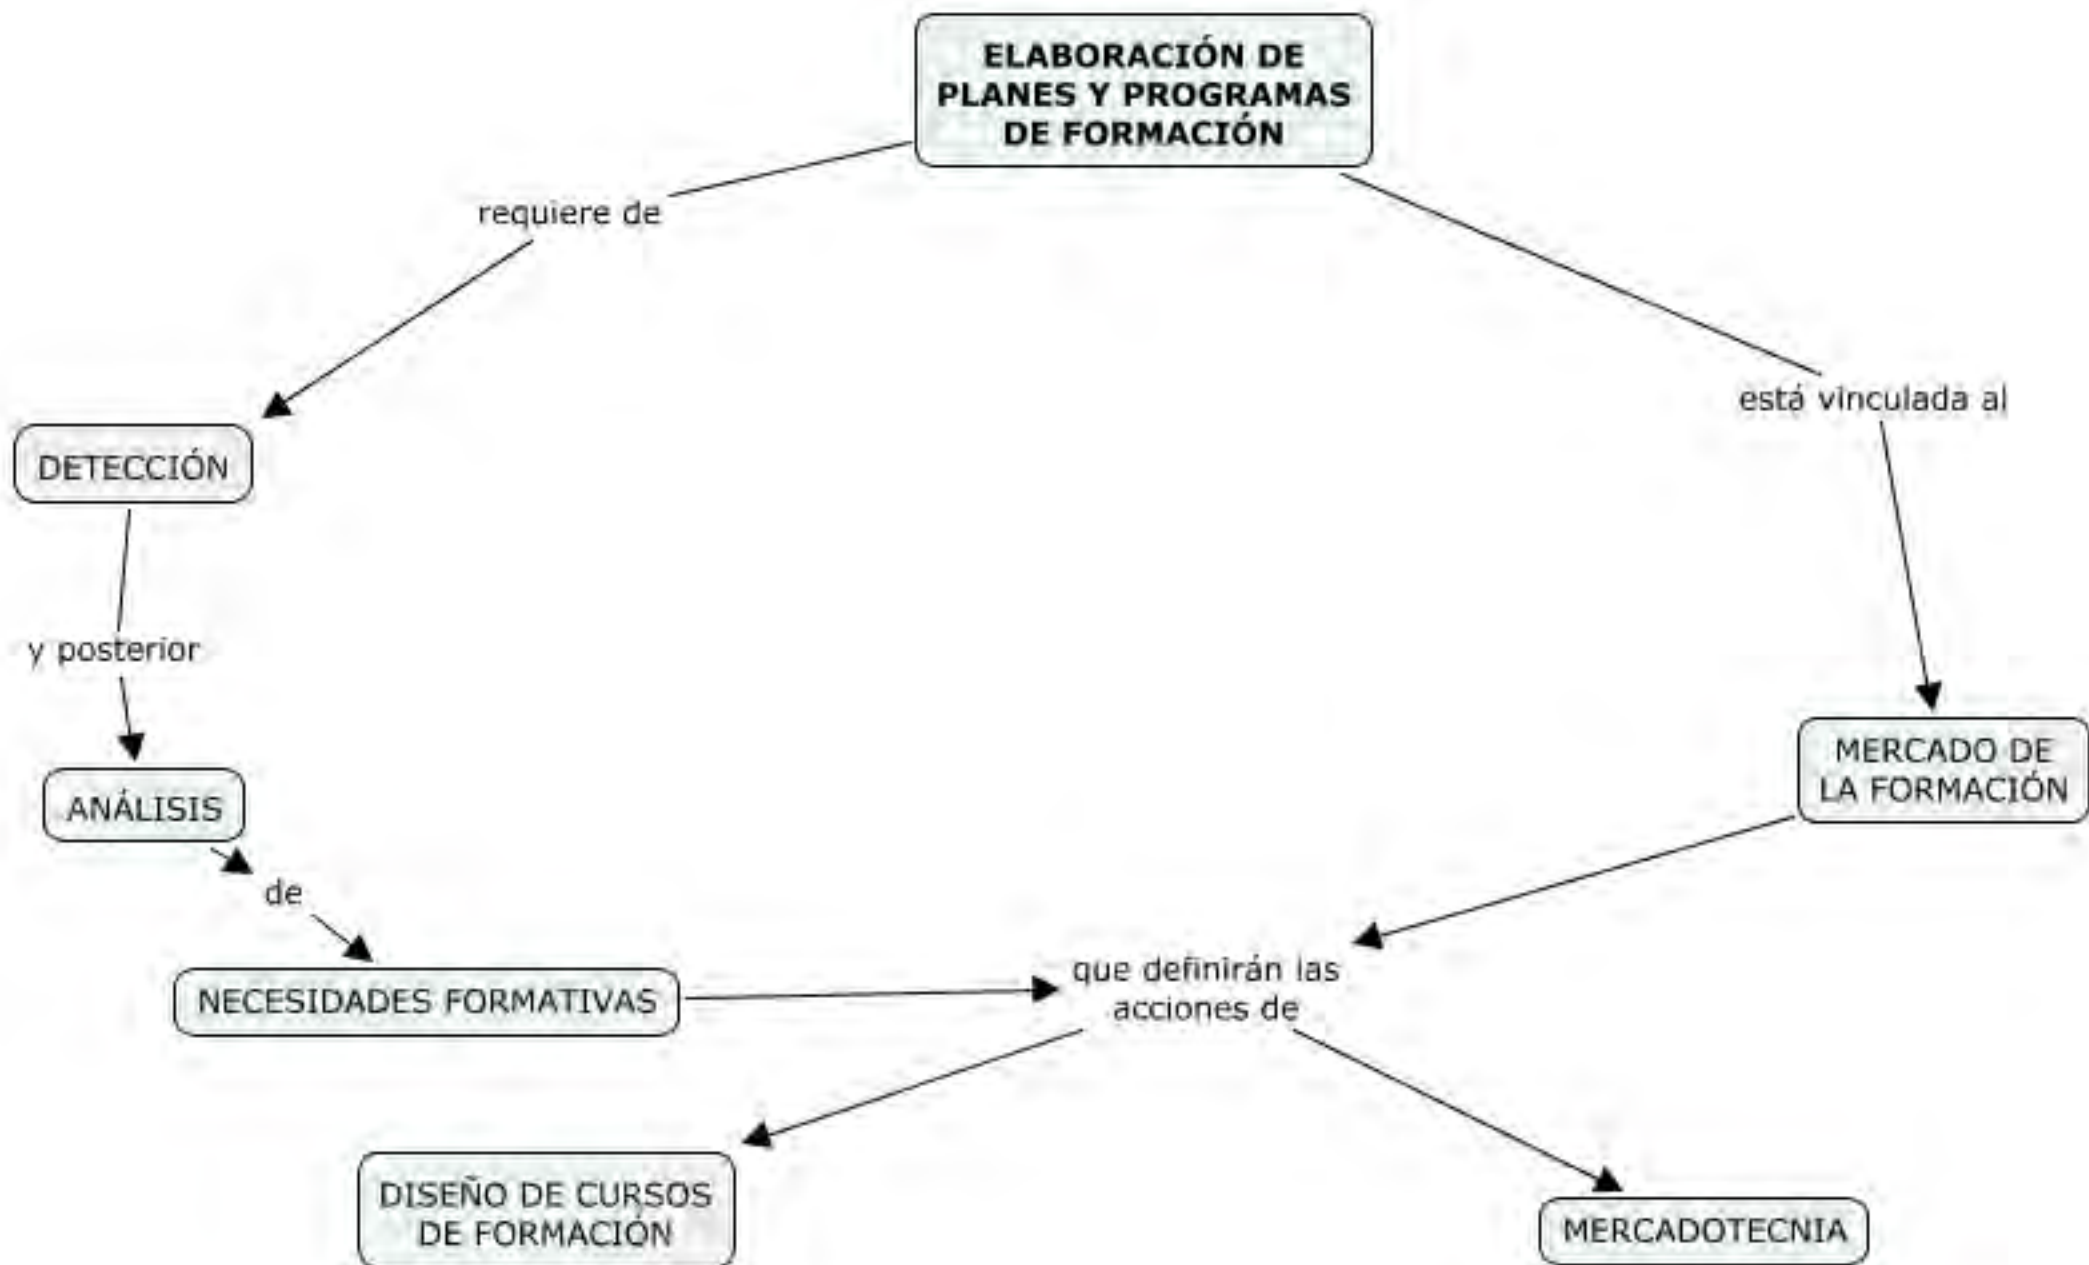 ELABORACIÓN DE
PLANES Y PROGRAMAS
DE FORMACIÓN
requiere de
está vinculada al
DETECCIÓN
y posterior
MERCADO DE
LA FORMACIÓN
ANÁLISIS
de
NECESIDADES FORMATIVAS
que definirán las
acciones de
DISEÑO DE CURSOS
DE FORMACIÓN
MERCADOTECNIA